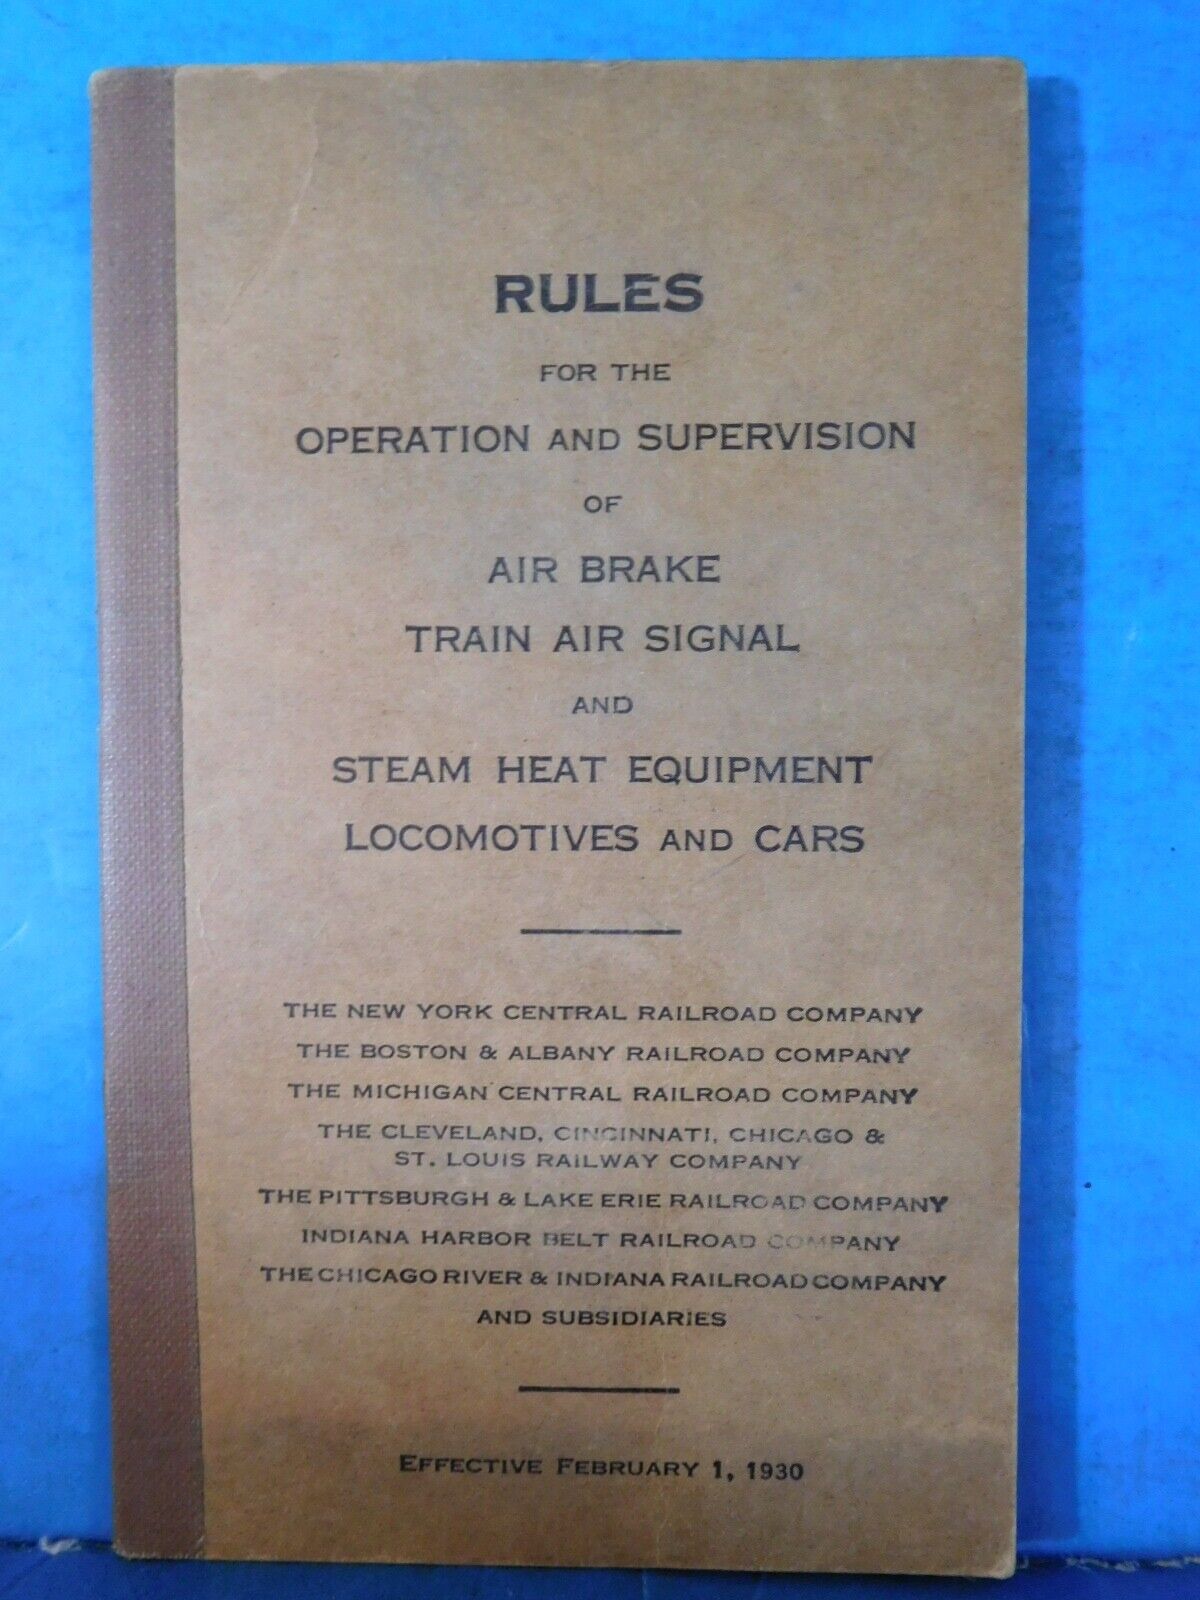 RULES
FOR THE
OPERATION AND SUPERVISION
OF
AIR BRAKE
TRAIN AIR SIGNAL
AND
STEAM HEAT EQUIPMENT
LOCOMOTIVES AND CARS
THE NEW YORK CENTRAL RAILROAD COMPANY
THE BOSTON & ALBANY RAILROAD COMPANY
THE MICHIGAN CENTRAL RAILROAD COMPANY
THE CLEVELAND, CINCINNATI, CHICAGO &
ST. LOUIS RAILWAY COMPANY
THE PITTSBURGH & LAKE ERIE RAILROAD COMPANY
INDIANA HARBOR BELT RAILROAD COMPANY
THE CHICAGO RIVER & INDIANA RAILROAD COMPANY
AND SUBSIDIARIES
EFFECTIVE FEBRUARY 1, 1930